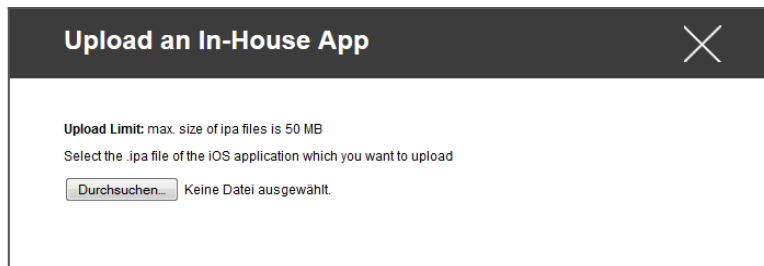 Upload an In-House App
Upload Limit: max. size of ipa files is 50 MB
Select the .ipa file of the iOS application which you want to upload
Durchsuchen... Keine Datei ausgewählt.